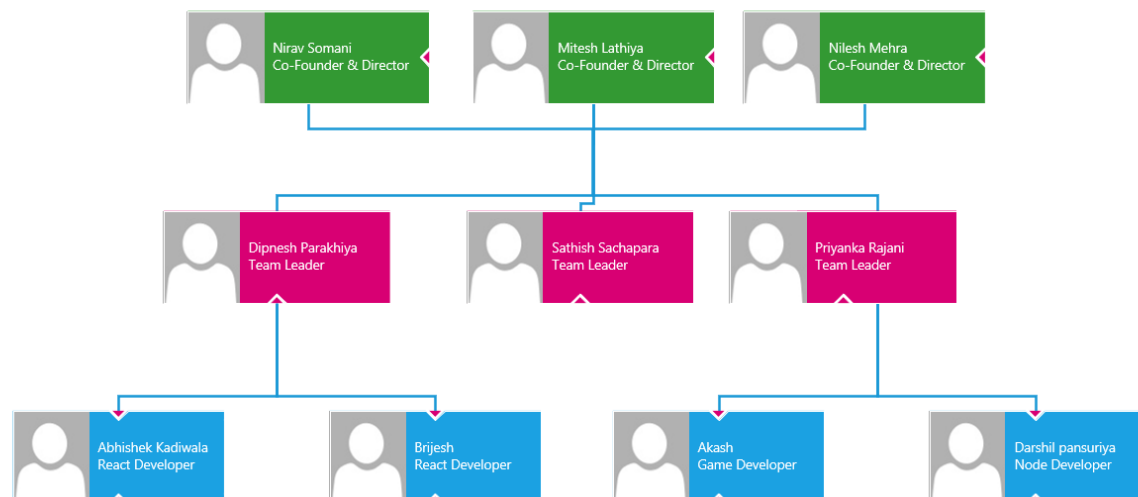 Nirav Somani
Co-Founder & Director
Mitesh Lathiya
Co-Founder & Director
Nilesh Mehra
Co-Founder & Director
Dipnesh Parakhiya
Team Leader
Sathish Sachapara
Team Leader
Priyanka Rajani
Team Leader
Abhishek Kadiwala
React Developer
Brijesh
React Developer
Akash
Game Developer
Darshil pansuriya
Node Developer